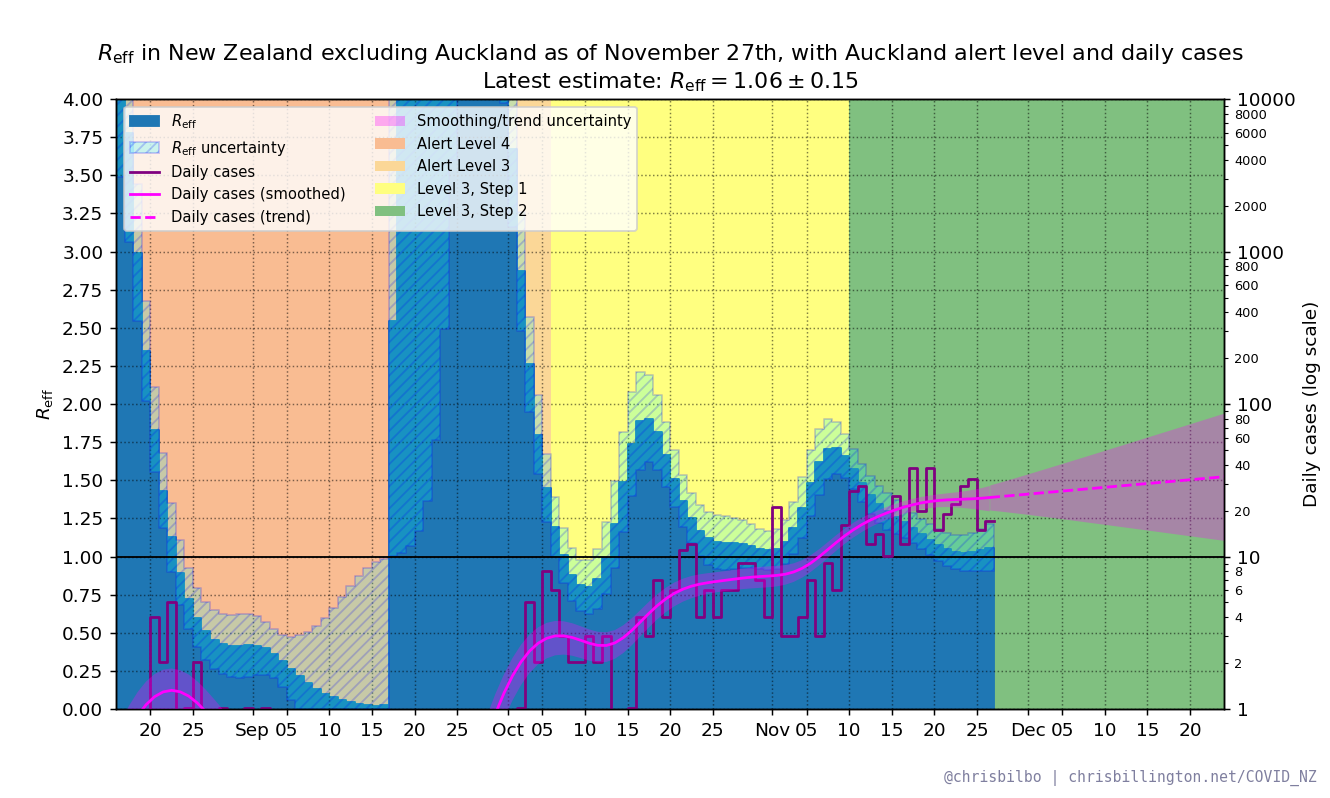 R_eff in New Zealand excluding Auckland as of November 27th, with Auckland alert level and daily cases
Latest estimate: R_eff = 1.06 ± 0.15
R_eff
R_eff uncertainty
Daily cases
Daily cases (smoothed)
Daily cases (trend)
Smoothing/trend uncertainty
Alert Level 4
Alert Level 3
Level 3, Step 1
Level 3, Step 2
4.00
3.75
3.50
3.25
3.00
2.75
2.50
2.25
2.00
1.75
1.50
1.25
1.00
0.75
0.50
0.25
0.00
R_eff
10000
8000
6000
4000
2000
1000
800
600
400
200
100
80
60
40
20
10
8
6
4
2
1
Daily cases (log scale)
20 25 Sep 05 10 15 20 25 Oct 05 10 15 20 25 Nov 05 10 15 20 25 Dec 05 10 15 20
@chrisbilbo | chrisbillington.net/COVID_NZ